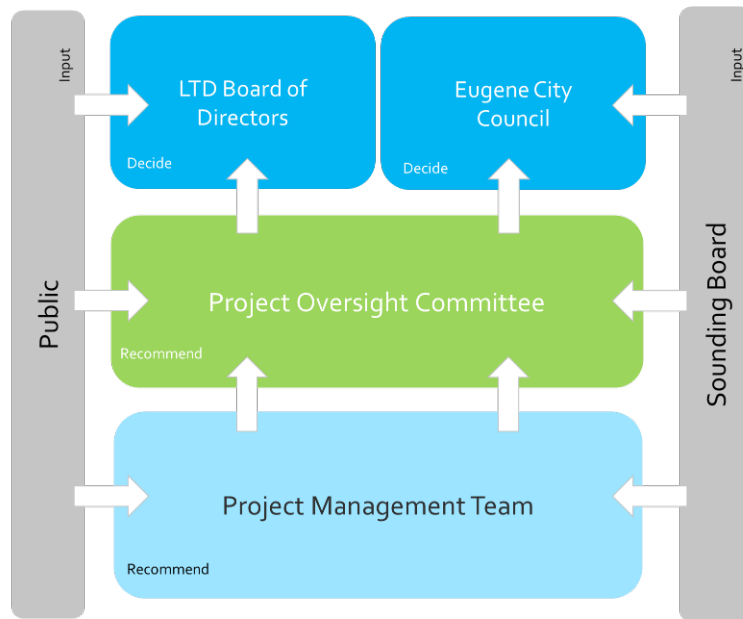 Input
Public
LTD Board of
Directors
Decide
Eugene City
Council
Decide
Project Oversight Committee
Recommend
Project Management Team
Recommend
Input
Sounding Board